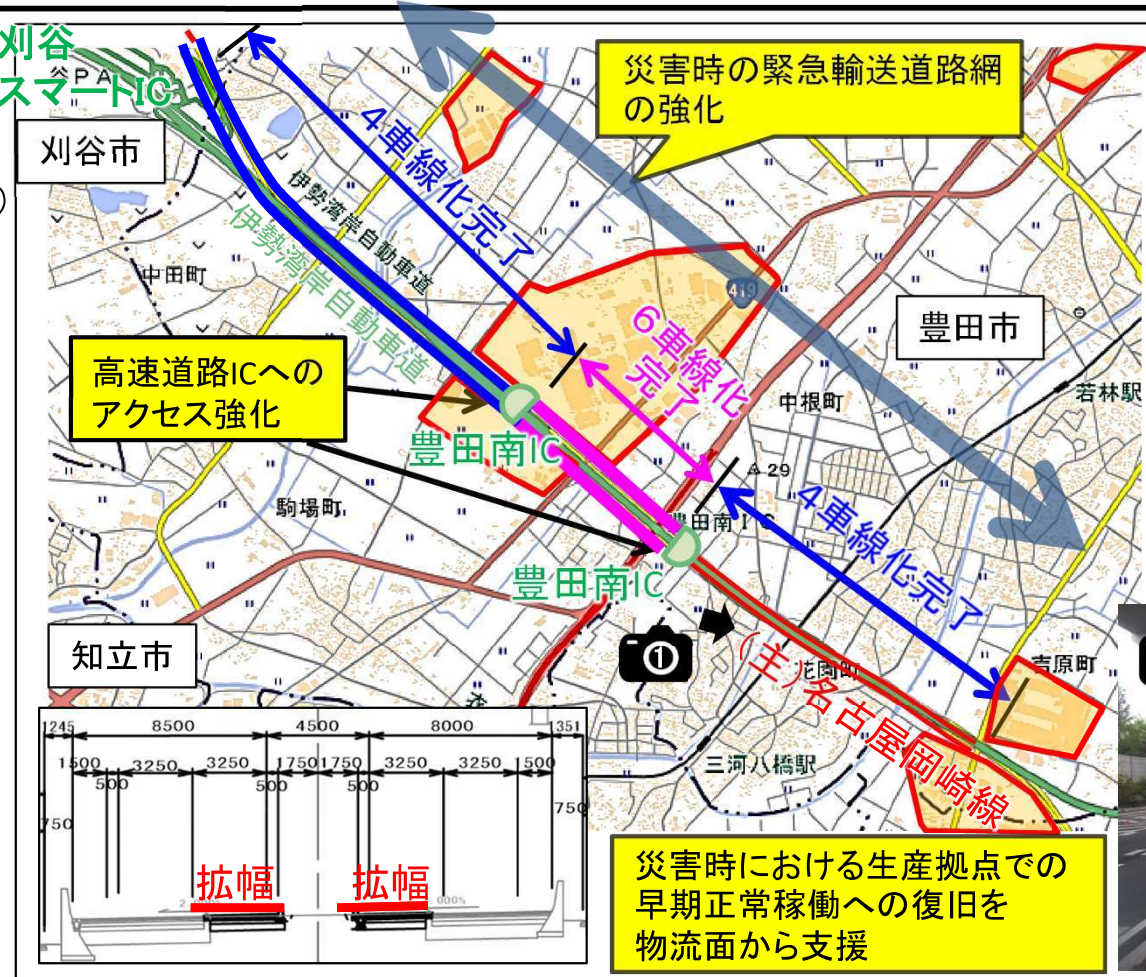 刈谷
スマートIC
谷PA
刈谷市
)
災害時の緊急輸送道路網
の強化
4車線化完了
伊勢湾岸自動車道
伊勢湾岸自動車道
中田町
419
豊田市
6車線化
完了
高速道路ICへの
アクセス強化
若林駅
中根町
豊田南IC
29
駒場町
豊田南IC
4車線化完了
豊田南IC
知立市
①
花園町
吉原町
(主)名古屋岡崎線
三河八橋駅
1245 8500 4500 8000 1351
1500 3250 3250 1750 1750 3250 3250 1500
500 500 500
750 750
拡幅 拡幅
災害時における生産拠点での
早期正常稼働への復旧を
物流面から支援